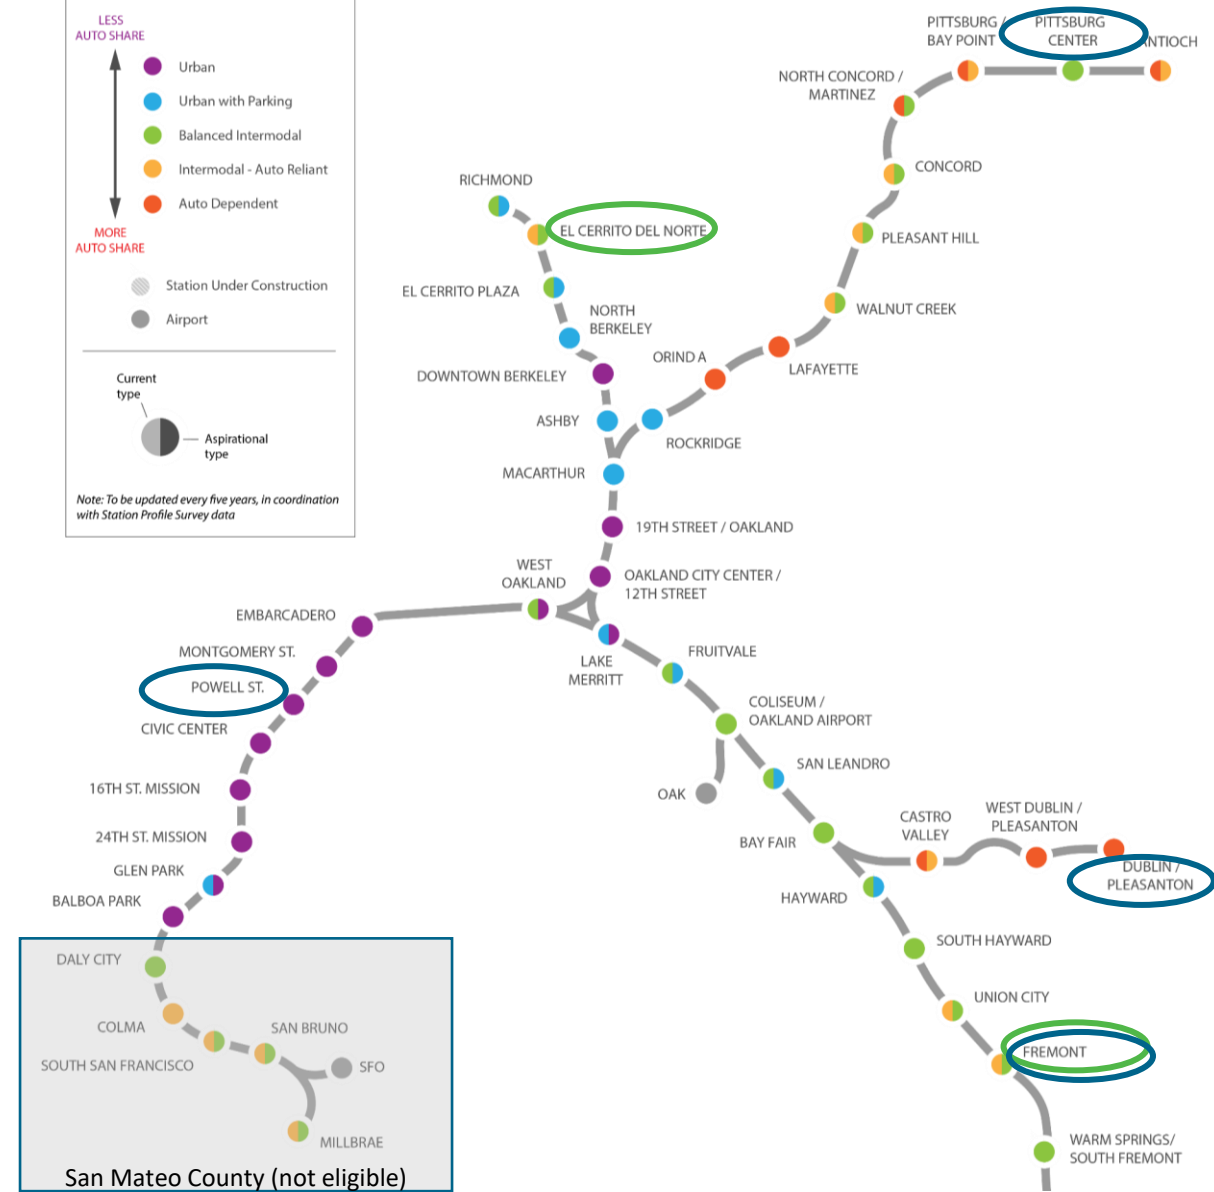 LESS
AUTO SHARE
Urban
Urban with Parking
Balanced Intermodal
Intermodal - Auto Reliant
Auto Dependent
MORE
AUTO SHARE
Station Under Construction
Airport
Current
type
Aspirational
type
Note: To be updated every five years, in coordination
with Station Profile Survey data
PITTSBURG /
BAY POINT
PITTSBURG
CENTER
NTIOCH
NORTH CONCORD /
MARTINEZ
CONCORD
PLEASANT HILL
WALNUT CREEK
LAFAYETTE
ORIND A
ROCKRIDGE
RICHMOND
EL CERRITO DEL NORTE
EL CERRITO PLAZA
NORTH
BERKELEY
DOWNTOWN BERKELEY
ASHBY
MACARTHUR
19TH STREET / OAKLAND
OAKLAND CITY CENTER /
12TH STREET
WEST
OAKLAND
LAKE
MERRITT
EMBARCADERO
MONTGOMERY ST.
POWELL ST.
CIVIC CENTER
16TH ST. MISSION
24TH ST. MISSION
GLEN PARK
BALBOA PARK
DALY CITY
COLMA
SOUTH SAN FRANCISCO
SAN BRUNO
SFO
MILLBRAE
San Mateo County (not eligible)
FRUITVALE
COLISEUM /
OAKLAND AIRPORT
OAK
SAN LEANDRO
BAY FAIR
CASTRO
VALLEY
WEST DUBLIN /
PLEASANTON
DUBLIN /
PLEASANTON
HAYWARD
SOUTH HAYWARD
UNION CITY
FREMONT
WARM SPRINGS/
SOUTH FREMONT